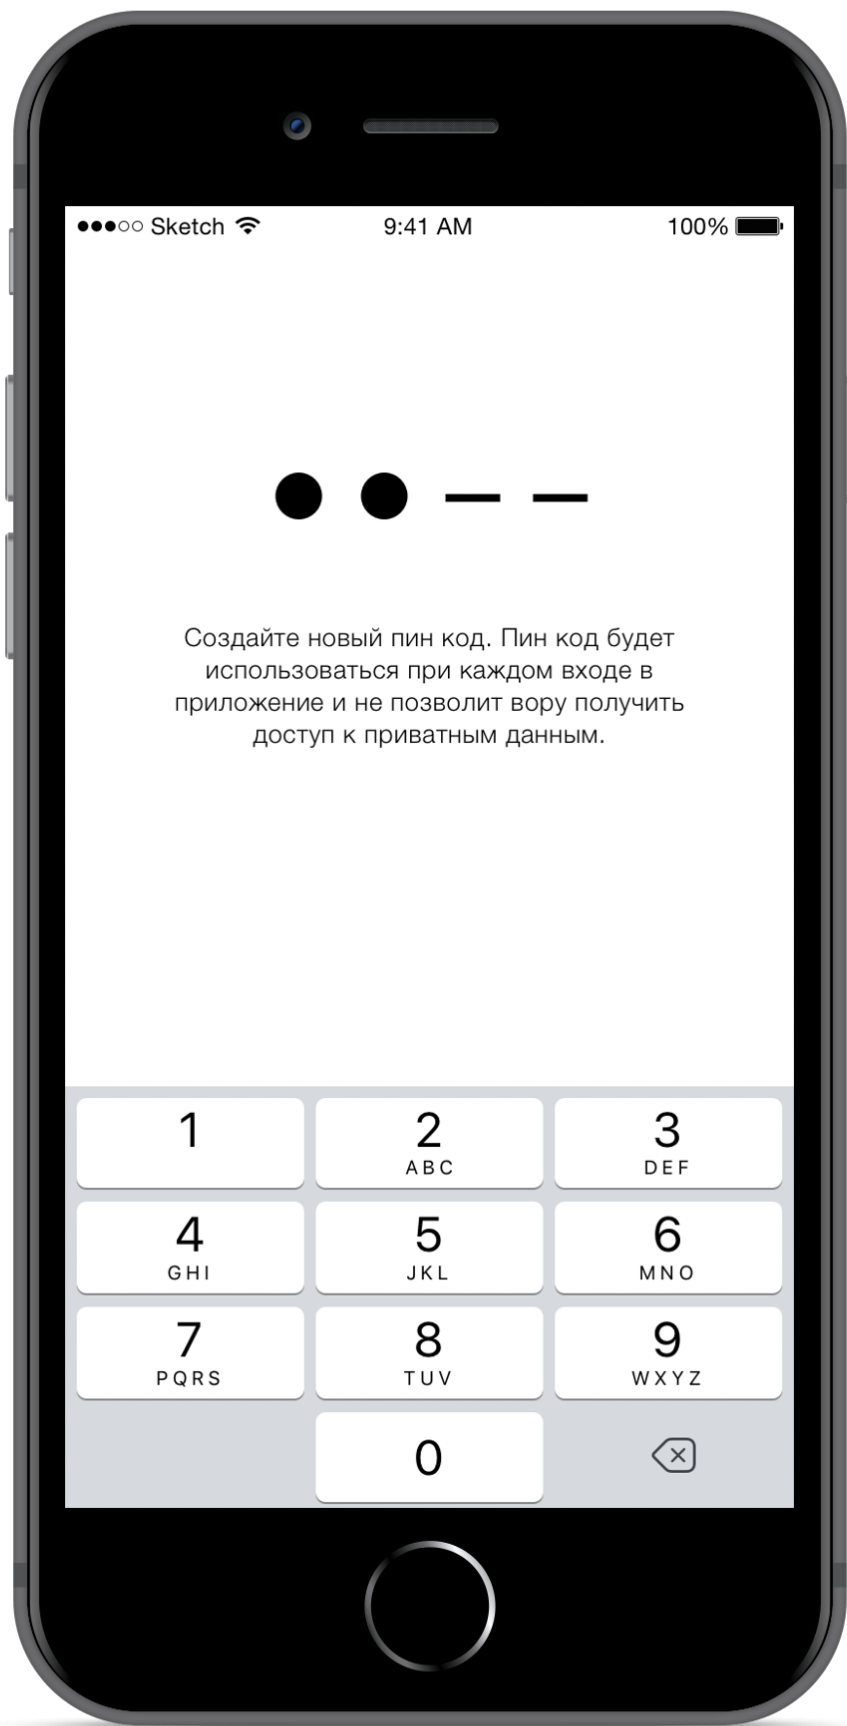 ●●●○○ Sketch 9:41 AM 100%
Создайте новый пин код. Пин код будет
использоваться при каждом входе в
приложение и не позволит вору получить
доступ к приватным данным.
1 2 3
ABC DEF
4 5 6
GHI JKL MNO
7 8 9
PQRS TUV WXYZ
0